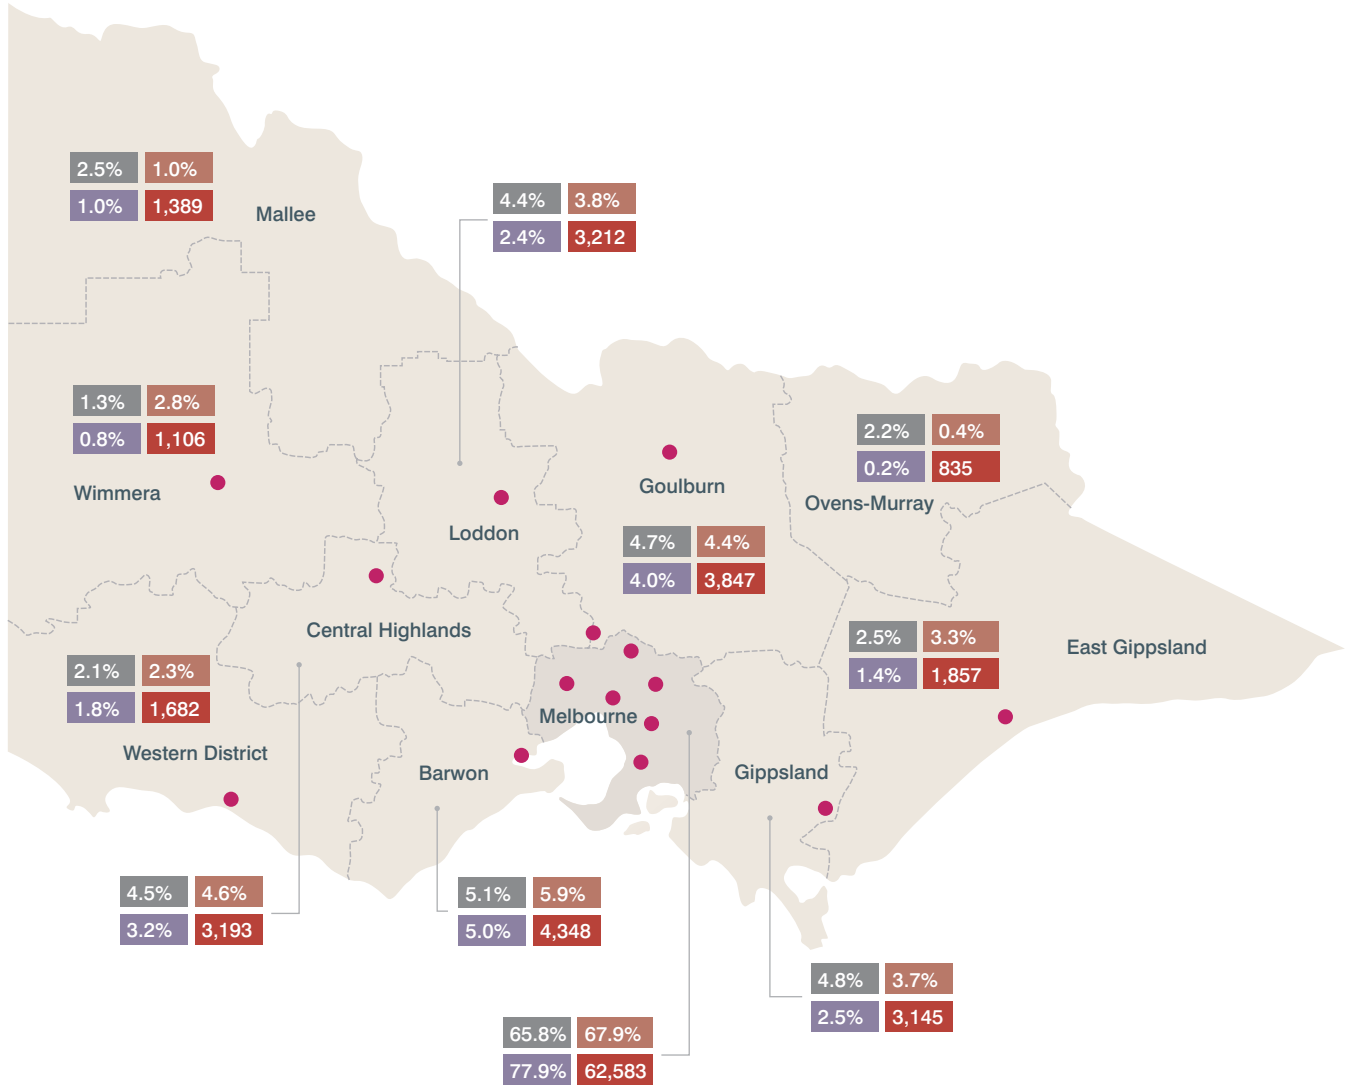 2.5% 1.0%
1.0% 1,389
Mallee
4.4% 3.8%
2.4% 3,212
1.3% 2.8%
0.8% 1,106
Wimmera
Loddon
Goulburn
4.7% 4.4%
4.0% 3,847
2.2% 0.4%
0.2% 835
Ovens-Murray
Central Highlands
2.5% 3.3%
1.4% 1,857
East Gippsland
2.1% 2.3%
1.8% 1,682
Western District
Melbourne
Barwon
Gippsland
4.5% 4.6%
3.2% 3,193
5.1% 5.9%
5.0% 4,348
4.8% 3.7%
2.5% 3,145
65.8% 67.9%
77.9% 62,583